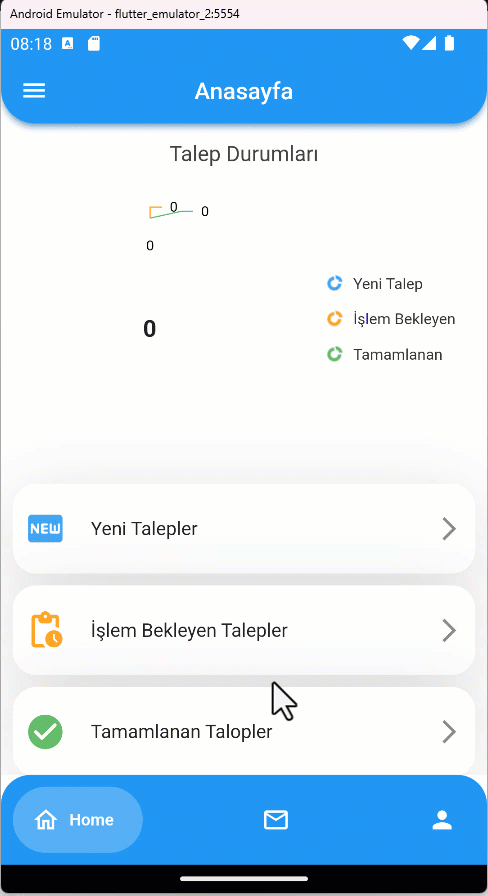 Android Emulator - flutter_emulator_2:5554
08:18 A
Anasayfa
Talep Durumları
0
0
0
0
Yeni Talep
İşlem Bekleyen
Tamamlanan
NEW Yeni Talepler
İşlem Bekleyen Talepler
Tamamlanan Talopler
Home